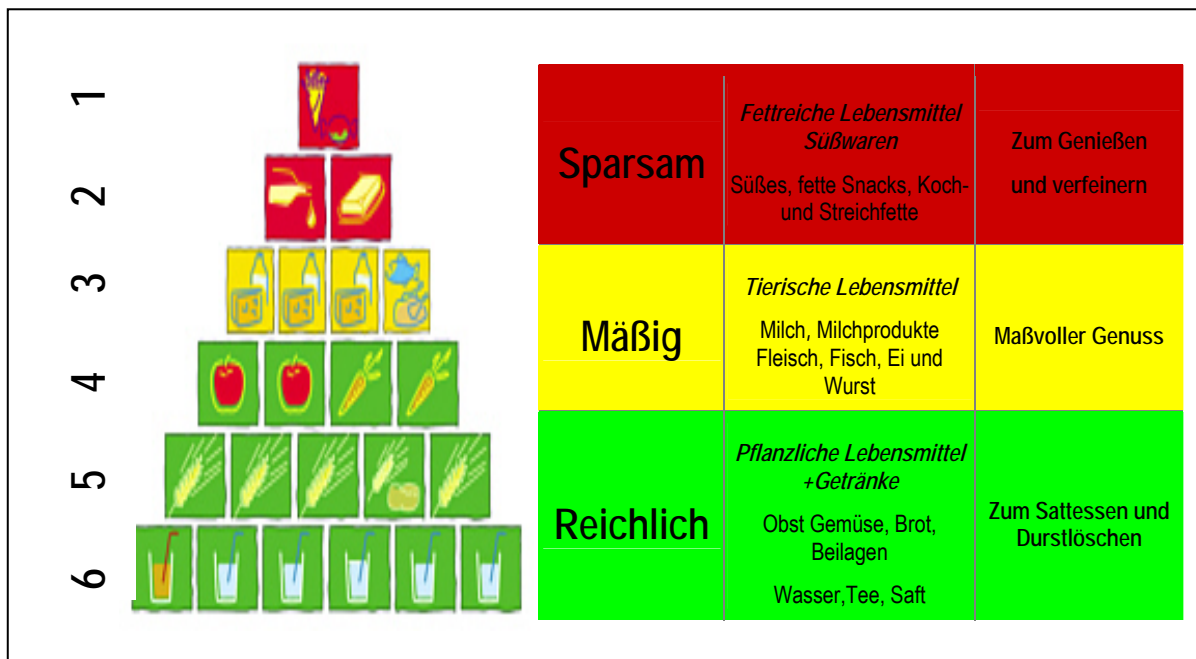 1
2
3
4
5
6
Sparsam
Fettreiche Lebensmittel
Süßwaren
Süßes, fette Snacks, Koch-
und Streichfette
Zum Genießen
und verfeinern
Mäßig
Tierische Lebensmittel
Milch, Milchprodukte
Fleisch, Fisch, Ei und
Wurst
Maßvoller Genuss
Reichlich
Pflanzliche Lebensmittel
+Getränke
Obst Gemüse, Brot,
Beilagen
Wasser,Tee, Saft
Zum Sattessen und
Durstlöschen